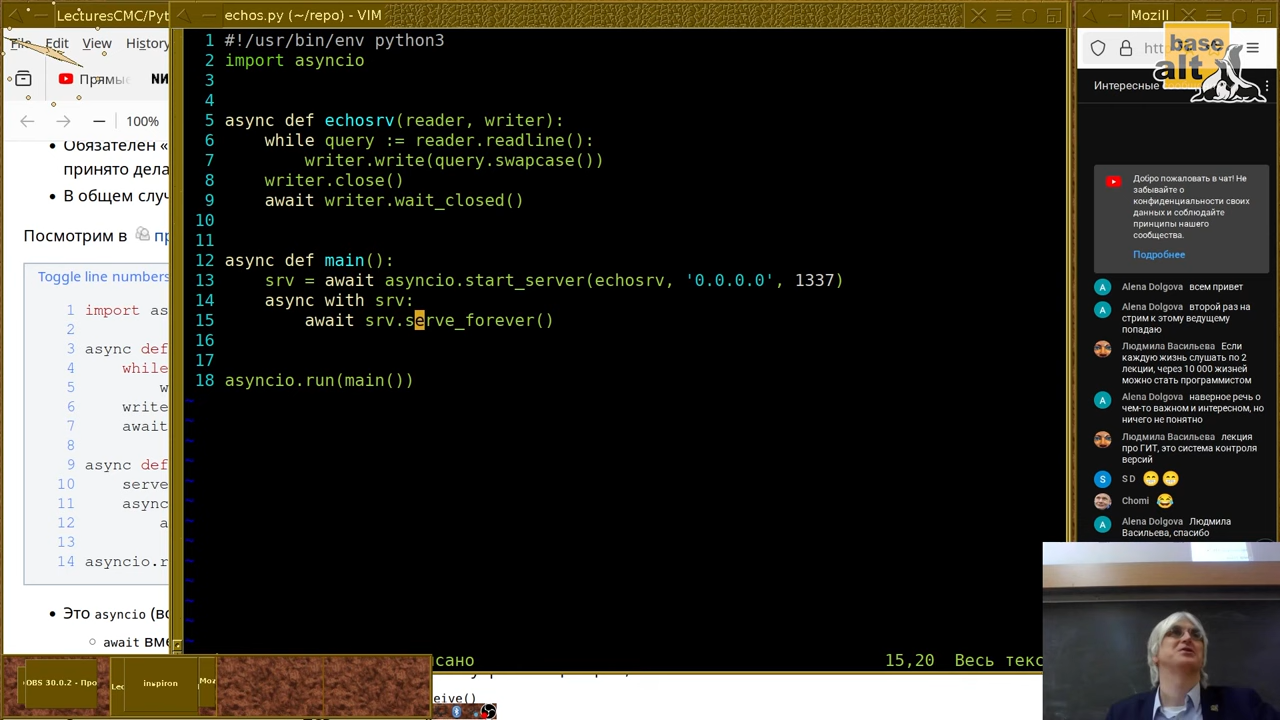 LecturesCMC/Pyt
echos.py (~/repo) - VIM
Mozill
File Edit View History
Прямые
100%
Обязателен «
принято дела
В общем случ
Посмотрим в
Toggle line numbers
1 import as
2
3 async def
4 while
5 w
6 write
7 await
8
9 async def
10 serve
11 async
12 a
13
14 asyncio.r
Это asyncio (вс
await вме
1 #!/usr/bin/env python3
2 import asyncio
3
4
5 async def echosrv(reader, writer):
6 while query := reader.readline():
7 writer.write(query.swapcase())
8 writer.close()
9 await writer.wait_closed()
10
11
12 async def main():
13 srv = await asyncio.start_server(echosrv, '0.0.0.0', 1337)
14 async with srv:
15 await srv.serve_forever()
16
17
18 asyncio.run(main())
~
~
~
~
~
~
~
~
~
~
~
~
~
сано
15,20 Весь текс
eive()
OBS 30.0.2 - Про
Lec
inspiron
Moz
htt
base
alt
Интересные
Добро пожаловать в чат! Не
забывайте о
конфиденциальности своих
данных и соблюдайте
принципы нашего
сообщества.
Подробнее
A Alena Dolgova всем привет
A Alena Dolgova второй раз на
стрим к этому ведущему
попадаю
Людмила Васильева Если
каждую жизнь слушать по 2
лекции, через 10 000 жизней
можно стать программистом
A Alena Dolgova наверное речь о
чем-то важном и интересном, но
ничего не понятно
Людмила Васильева лекция
про ГИТ, это система контроля
версий
S S D 😁😁
Chomi 😂
A Alena Dolgova Людмила
Васильева, спасибо